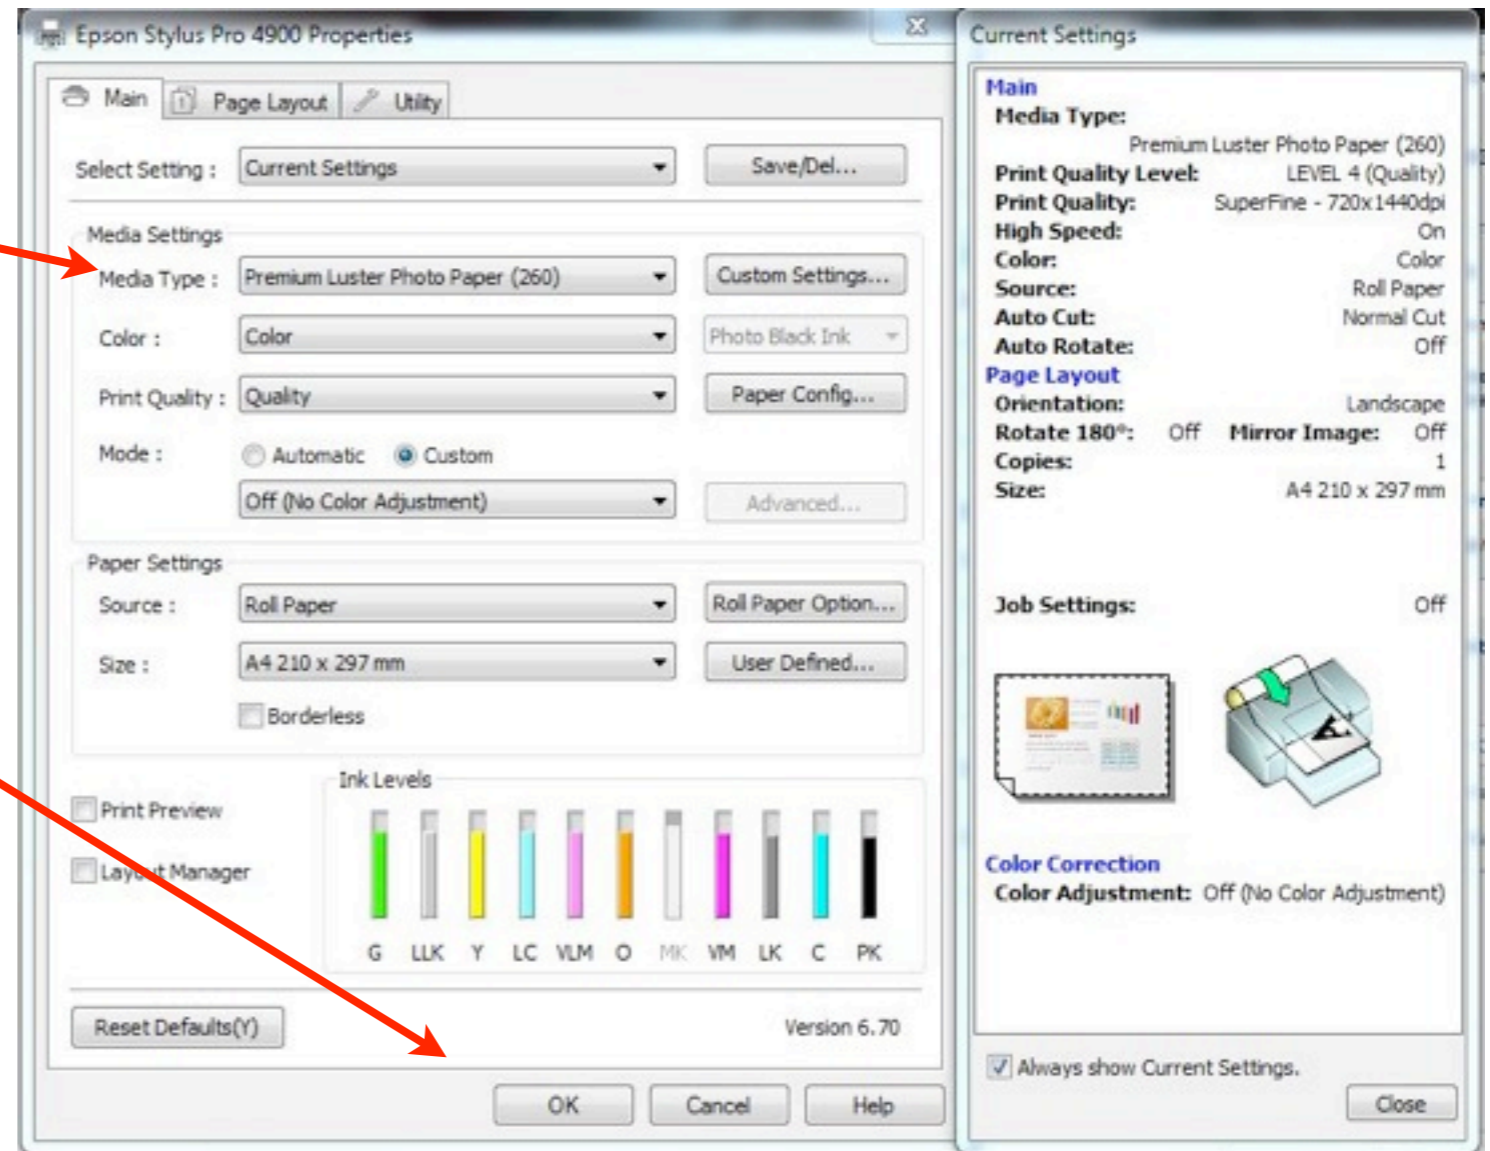 Epson Stylus Pro 4900 Properties
Main
Page Layout
Utility
Select Setting :
Current Settings
Save/Del...
Media Settings
Media Type :
Premium Luster Photo Paper (260)
Custom Settings...
Color :
Color
Photo Black Ink
Print Quality :
Quality
Paper Config...
Mode :
Automatic
Custom
Off (No Color Adjustment)
Advanced...
Paper Settings
Source :
Roll Paper
Roll Paper Option...
Size :
A4 210 x 297 mm
User Defined...
Borderless
Print Preview
Layout Manager
Ink Levels
G LLK Y LC VLM O MK VM LK C PK
Reset Defaults(Y)
Version 6.70
OK
Cancel
Help
Current Settings
Main
Media Type:
Premium Luster Photo Paper (260)
Print Quality Level: LEVEL 4 (Quality)
Print Quality: SuperFine - 720x1440dpi
High Speed: On
Color: Color
Source: Roll Paper
Auto Cut: Normal Cut
Auto Rotate: Off
Page Layout
Orientation: Landscape
Rotate 180°: Off Mirror Image: Off
Copies: 1
Size: A4 210 x 297 mm
Job Settings: Off
Color Correction
Color Adjustment: Off (No Color Adjustment)
Always show Current Settings.
Close